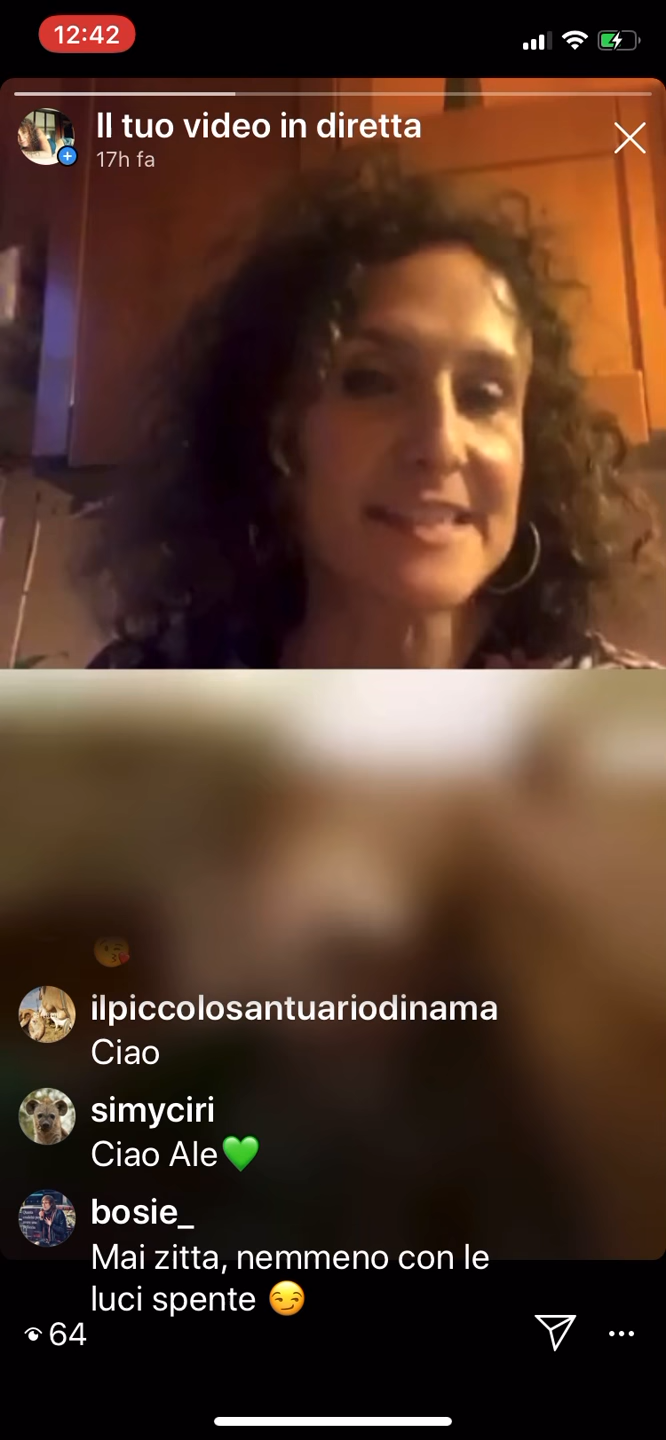 12:42
Il tuo video in diretta
17h fa
😘
ilpiccolosantuariodinama
Ciao
simyciri
Ciao Ale💚
bosie_
Mai zitta, nemmeno con le
luci spente 😏
64